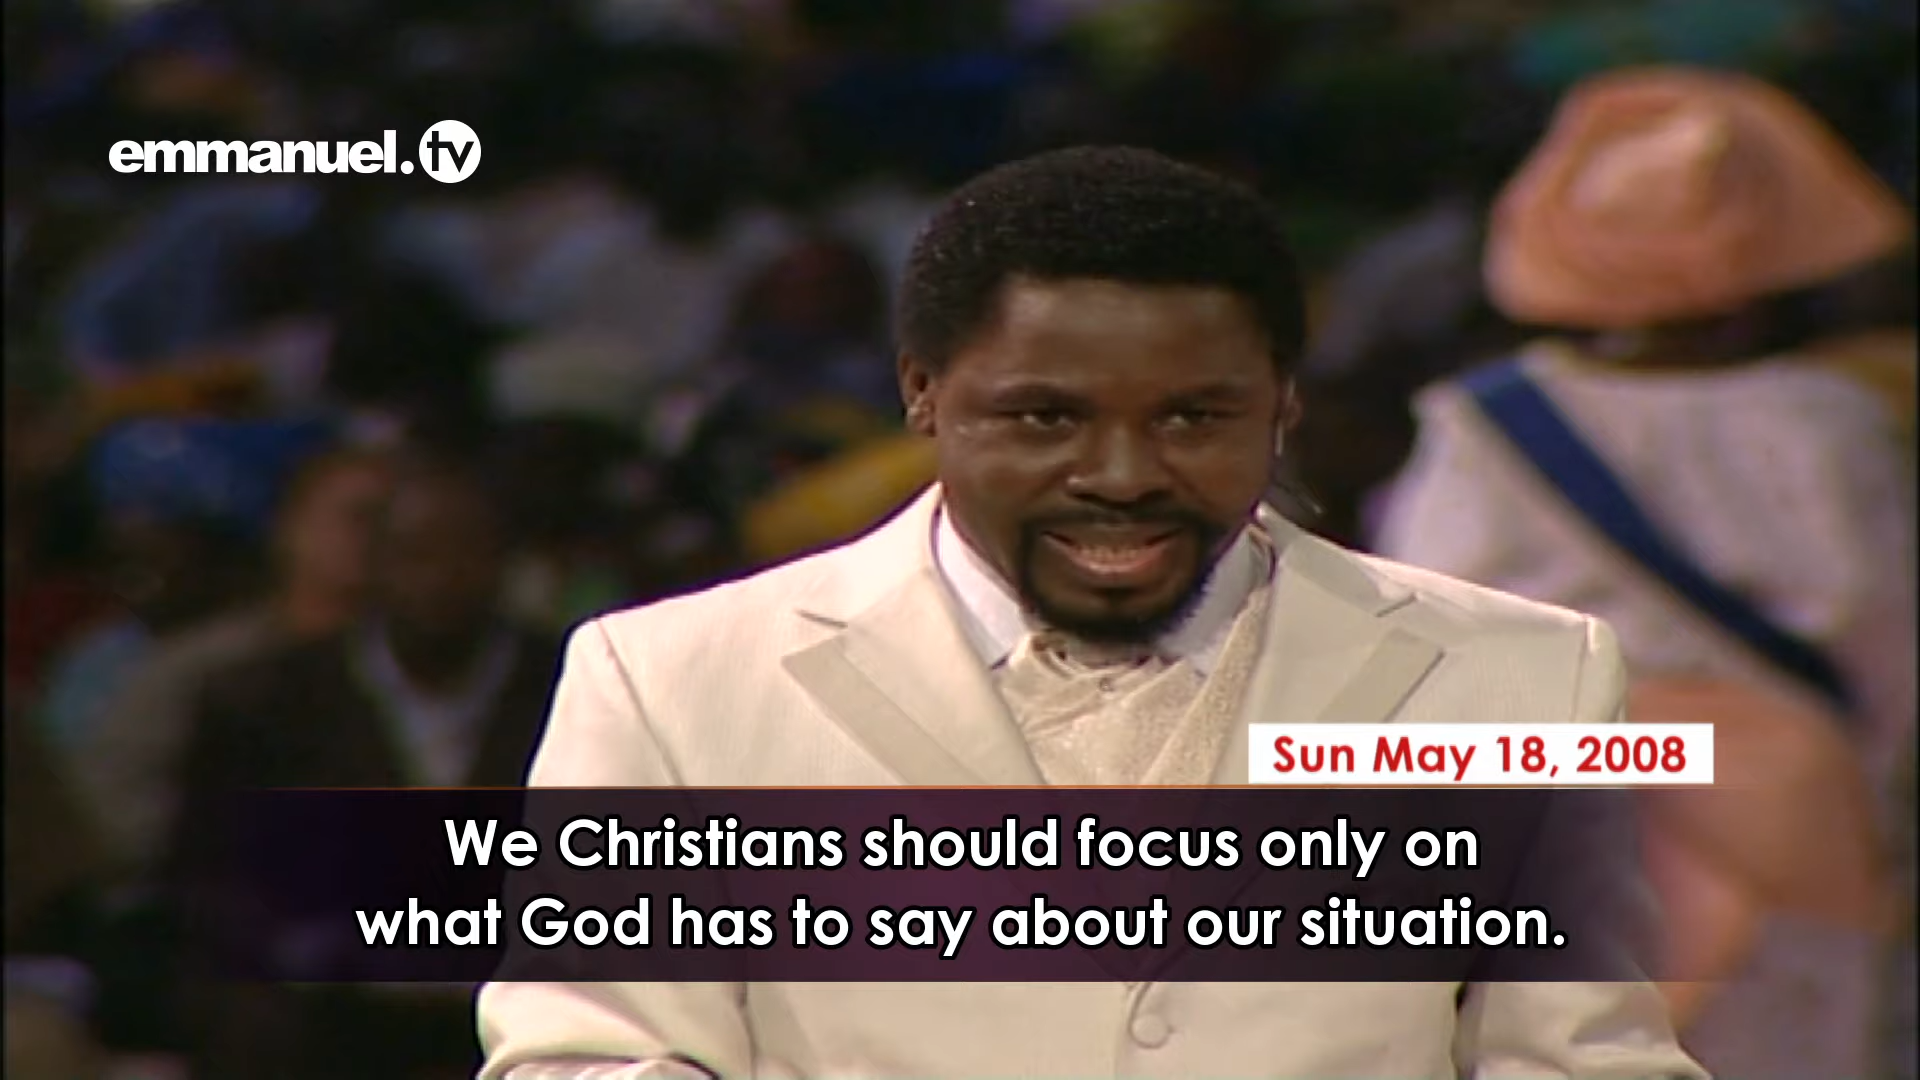 emmanuel.tv
Sun May 18, 2008
We Christians should focus only on
what God has to say about our situation.